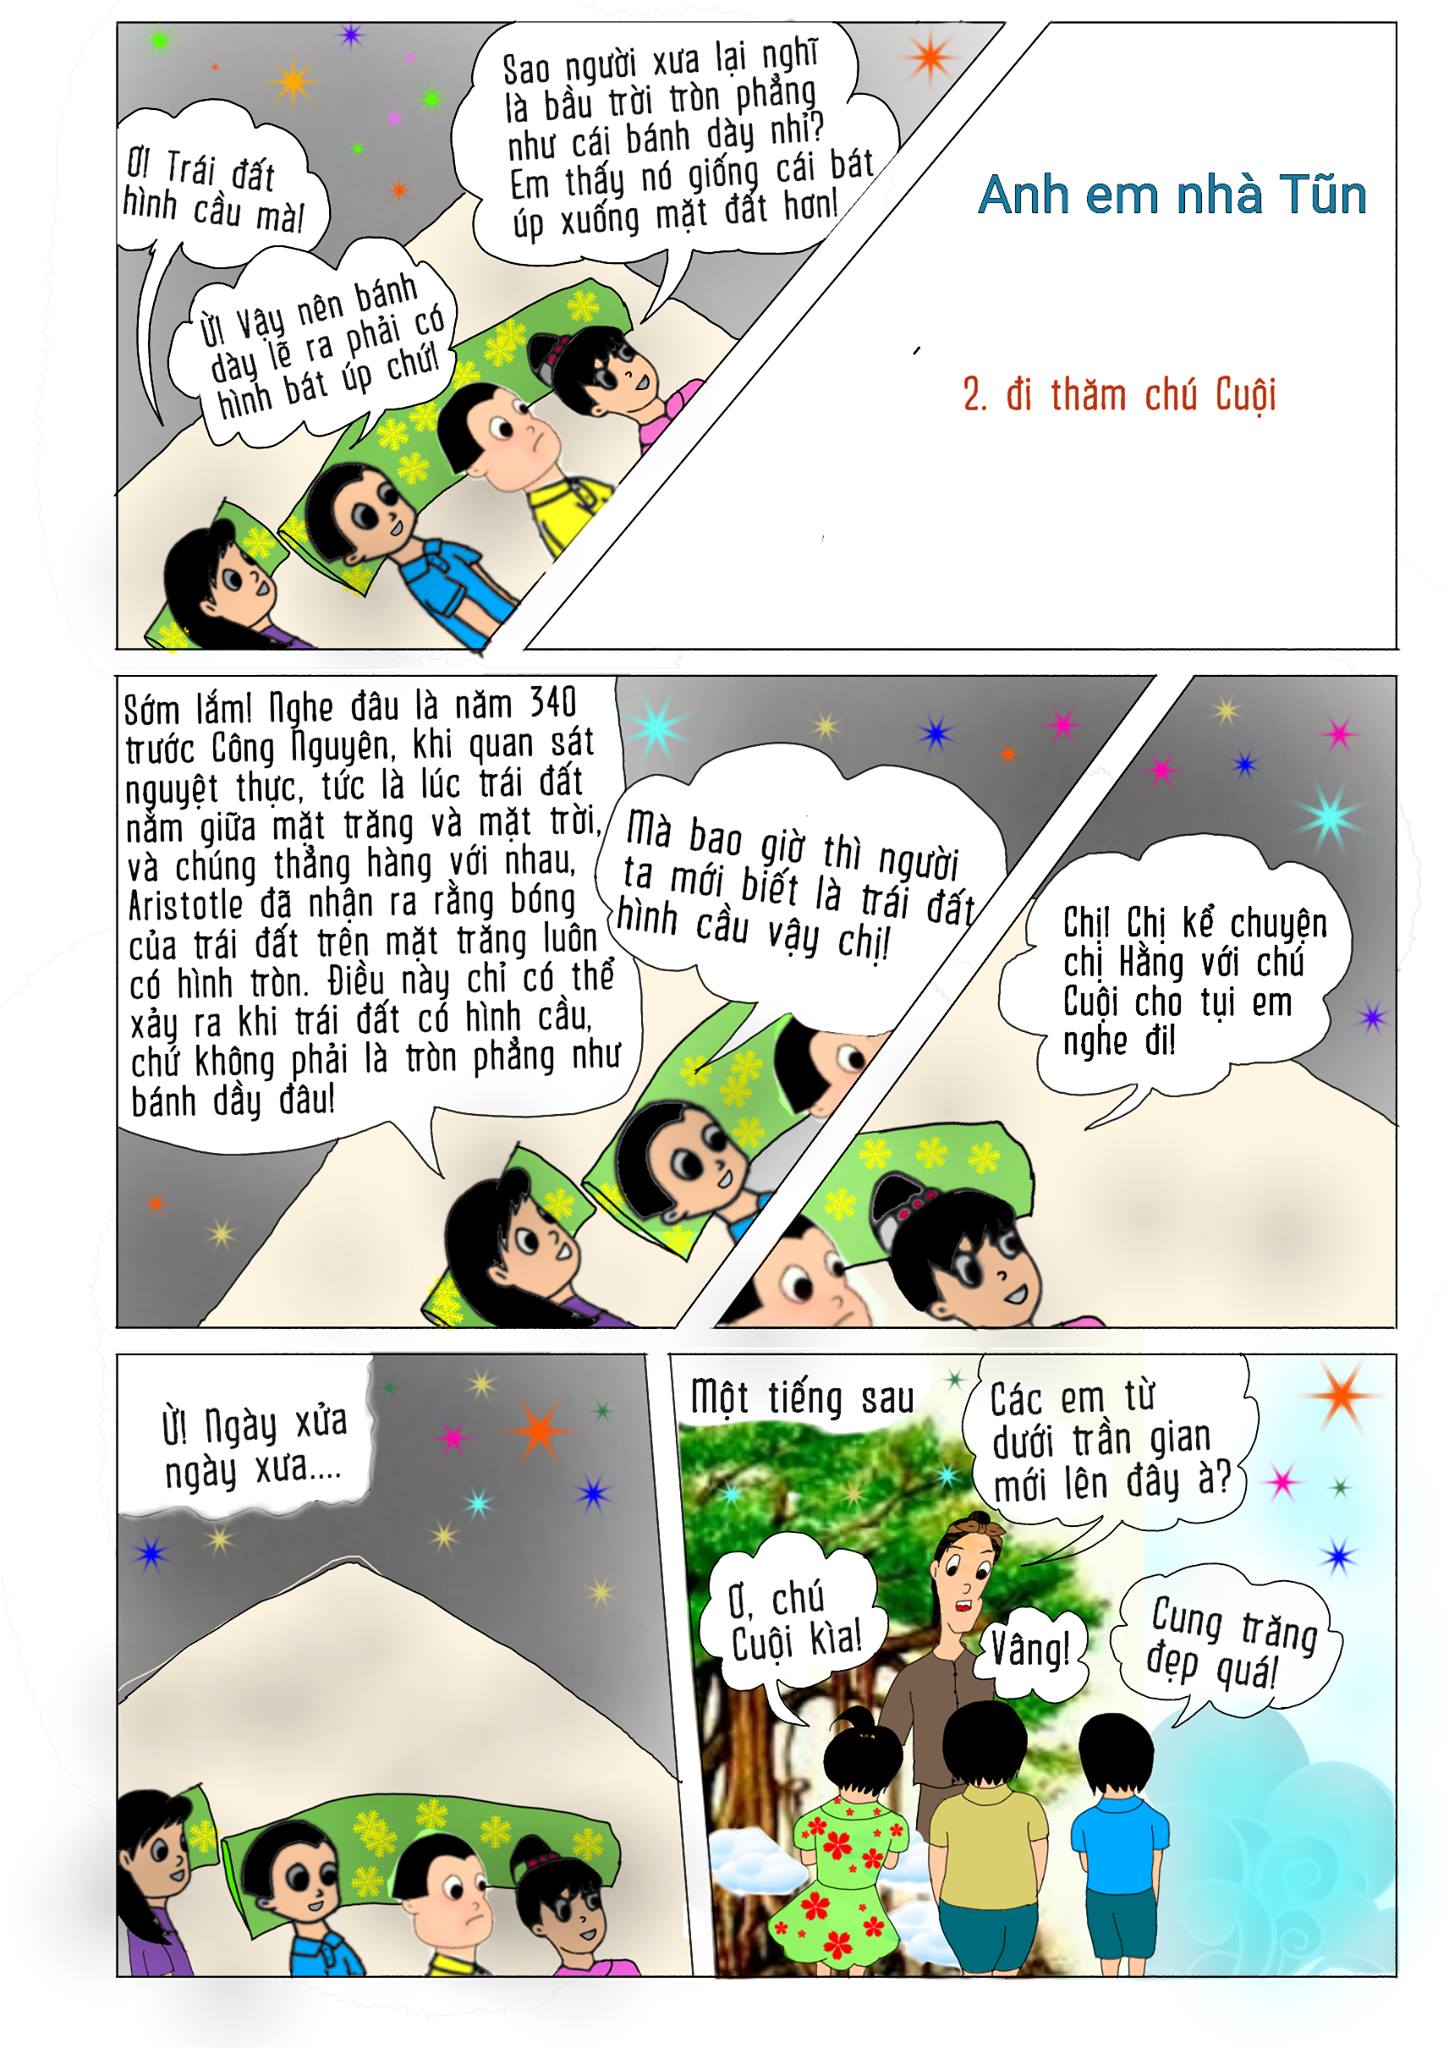 Sao người xưa lại nghĩ
là bầu trời tròn phẳng
như cái bánh dày nhỉ?
Em thấy nó giống cái bát
úp xuống mặt đất hơn!
Ơ! Trái đất
hình cầu mà!
Ừ! Vậy nên bánh
dày lẽ ra phải có
hình bát úp chứ!
Anh em nhà Tũn
2. đi thăm chú Cuội
Sớm lắm! Nghe đâu là năm 340
trước Công Nguyên, khi quan sát
nguyệt thực, tức là lúc trái đất
nằm giữa mặt trăng và mặt trời,
và chúng thẳng hàng với nhau,
Aristotle đã nhận ra rằng bóng
của trái đất trên mặt trăng luôn
có hình tròn. Điều này chỉ có thể
xảy ra khi trái đất có hình cầu,
chứ không phải là tròn phẳng như
bánh dầy đâu!
Mà bao giờ thì người
ta mới biết là trái đất
hình cầu vậy chị!
Chị! Chị kể chuyện
chị Hằng với chú
Cuội cho tụi em
nghe đi!
Ừ! Ngày xửa
ngày xưa....
Một tiếng sau
Các em từ
dưới trần gian
mới lên đây à?
Ơ, chú
Cuội kìa!
Vâng!
Cung trăng
đẹp quá!